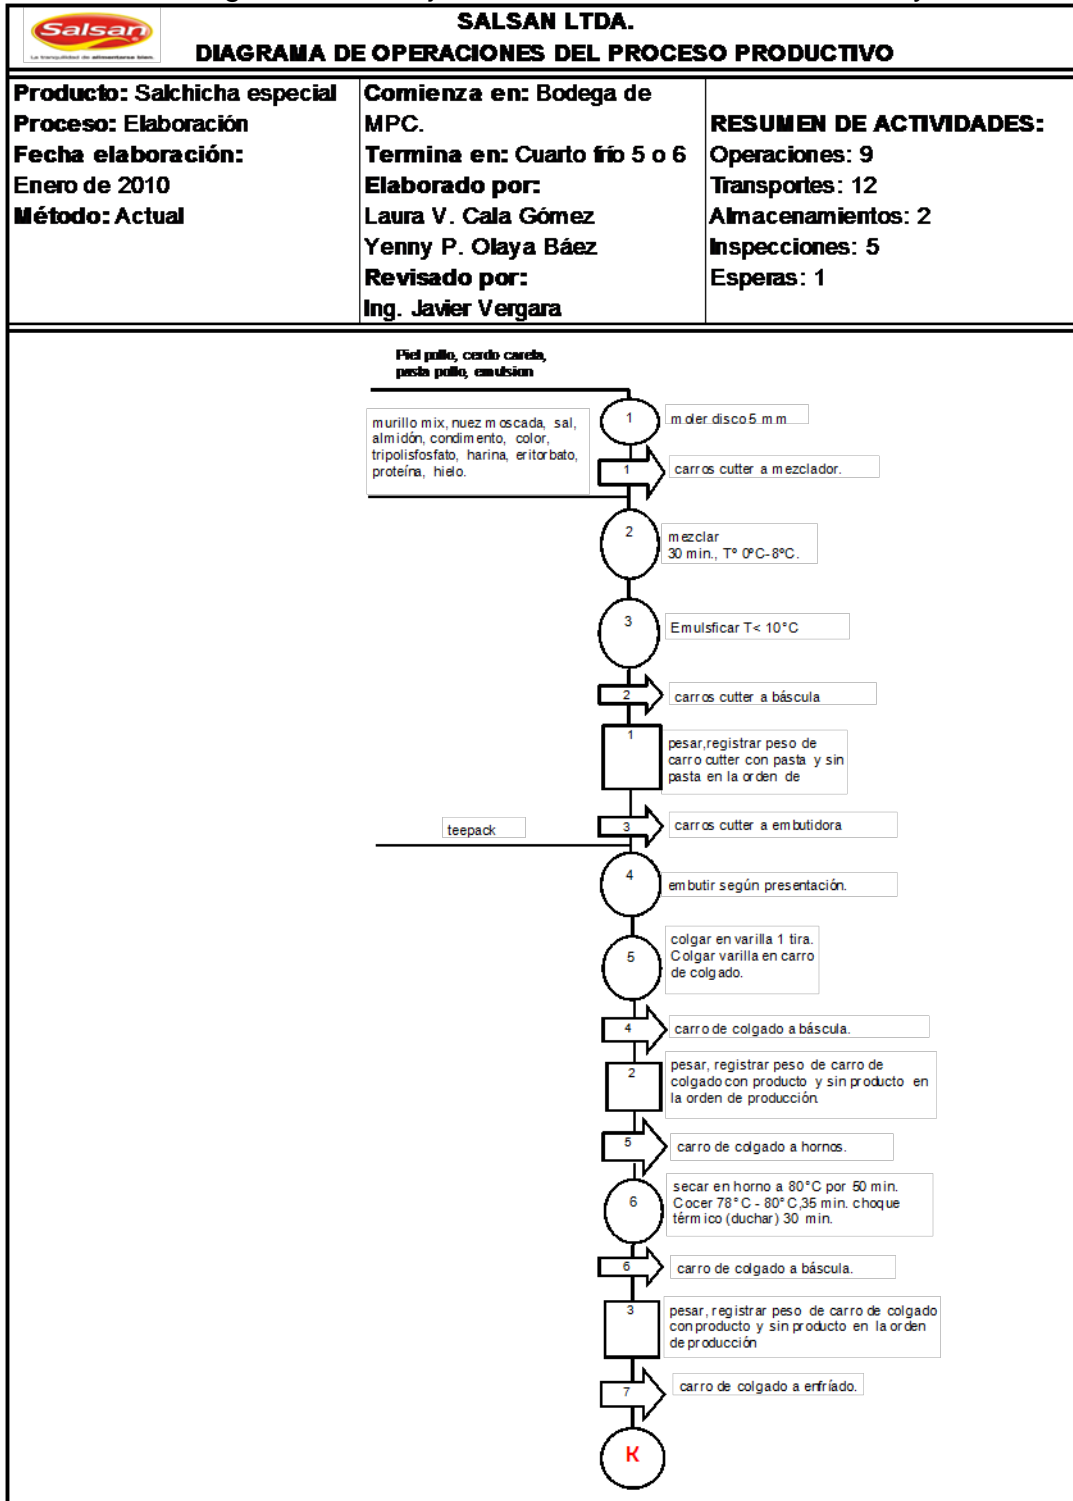 SALSAN LTDA.
Salsan
La tranquilidad de alimentarse bien.
DIAGRAMA DE OPERACIONES DEL PROCESO PRODUCTIVO
Producto: Salchicha especial
Proceso: Elaboración
Fecha elaboración:
Enero de 2010
Método: Actual
Comienza en: Bodega de
MPC.
Termina en: Cuarto frío 5 o 6
Elaborado por:
Laura V. Cala Gómez
Yenny P. Olaya Báez
Revisado por:
Ing. Javier Vergara
RESUMEN DE ACTIVIDADES:
Operaciones: 9
Transportes: 12
Almacenamientos: 2
Inspecciones: 5
Esperas: 1
Piel pollo, cerdo careta,
pasta pollo, emulsion
1
moler disco 5 mm
murillo mix, nuez moscada, sal,
almidón, condimento, color,
tripolisfosfato, harina, eritorbato,
proteína, hielo.
1
carros cutter a mezclador.
2
mezclar
30 min., Tº 0ºC-8ºC.
3
Emulsficar T< 10°C
2
carros cutter a báscula
1
pesar,registrar peso de
carro cutter con pasta y sin
pasta en la orden de
3
carros cutter a embutidora
teepack
4
embutir según presentación.
5
colgar en varilla 1 tira.
Colgar varilla en carro
de colgado.
4
carro de colgado a báscula.
2
pesar, registrar peso de carro de
colgado con producto y sin producto en
la orden de producción.
5
carro de colgado a hornos.
6
secar en horno a 80°C por 50 min.
Cocer 78°C - 80°C,35 min. choque
térmico (duchar) 30 min.
6
carro de colgado a báscula.
3
pesar, registrar peso de carro de colgado
con producto y sin producto en la orden
de producción
7
carro de colgado a enfríado.
K